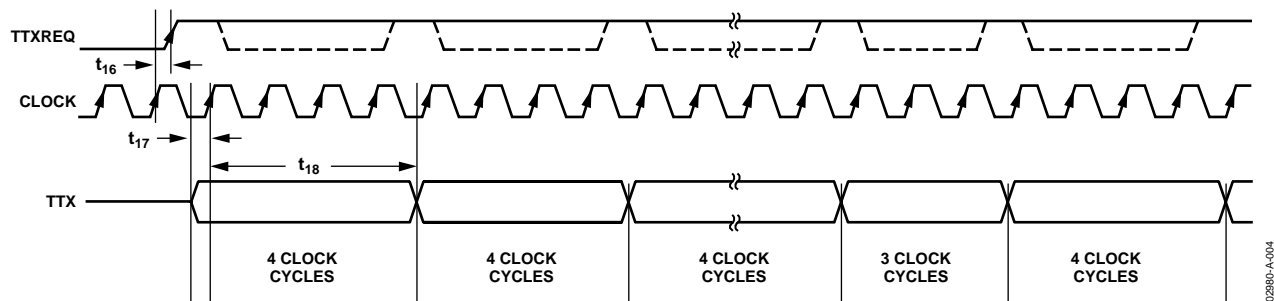 TTXREQ
t16
CLOCK
t17
t18
TTX
4 CLOCK
CYCLES
4 CLOCK
CYCLES
4 CLOCK
CYCLES
3 CLOCK
CYCLES
4 CLOCK
CYCLES
02980-A-004